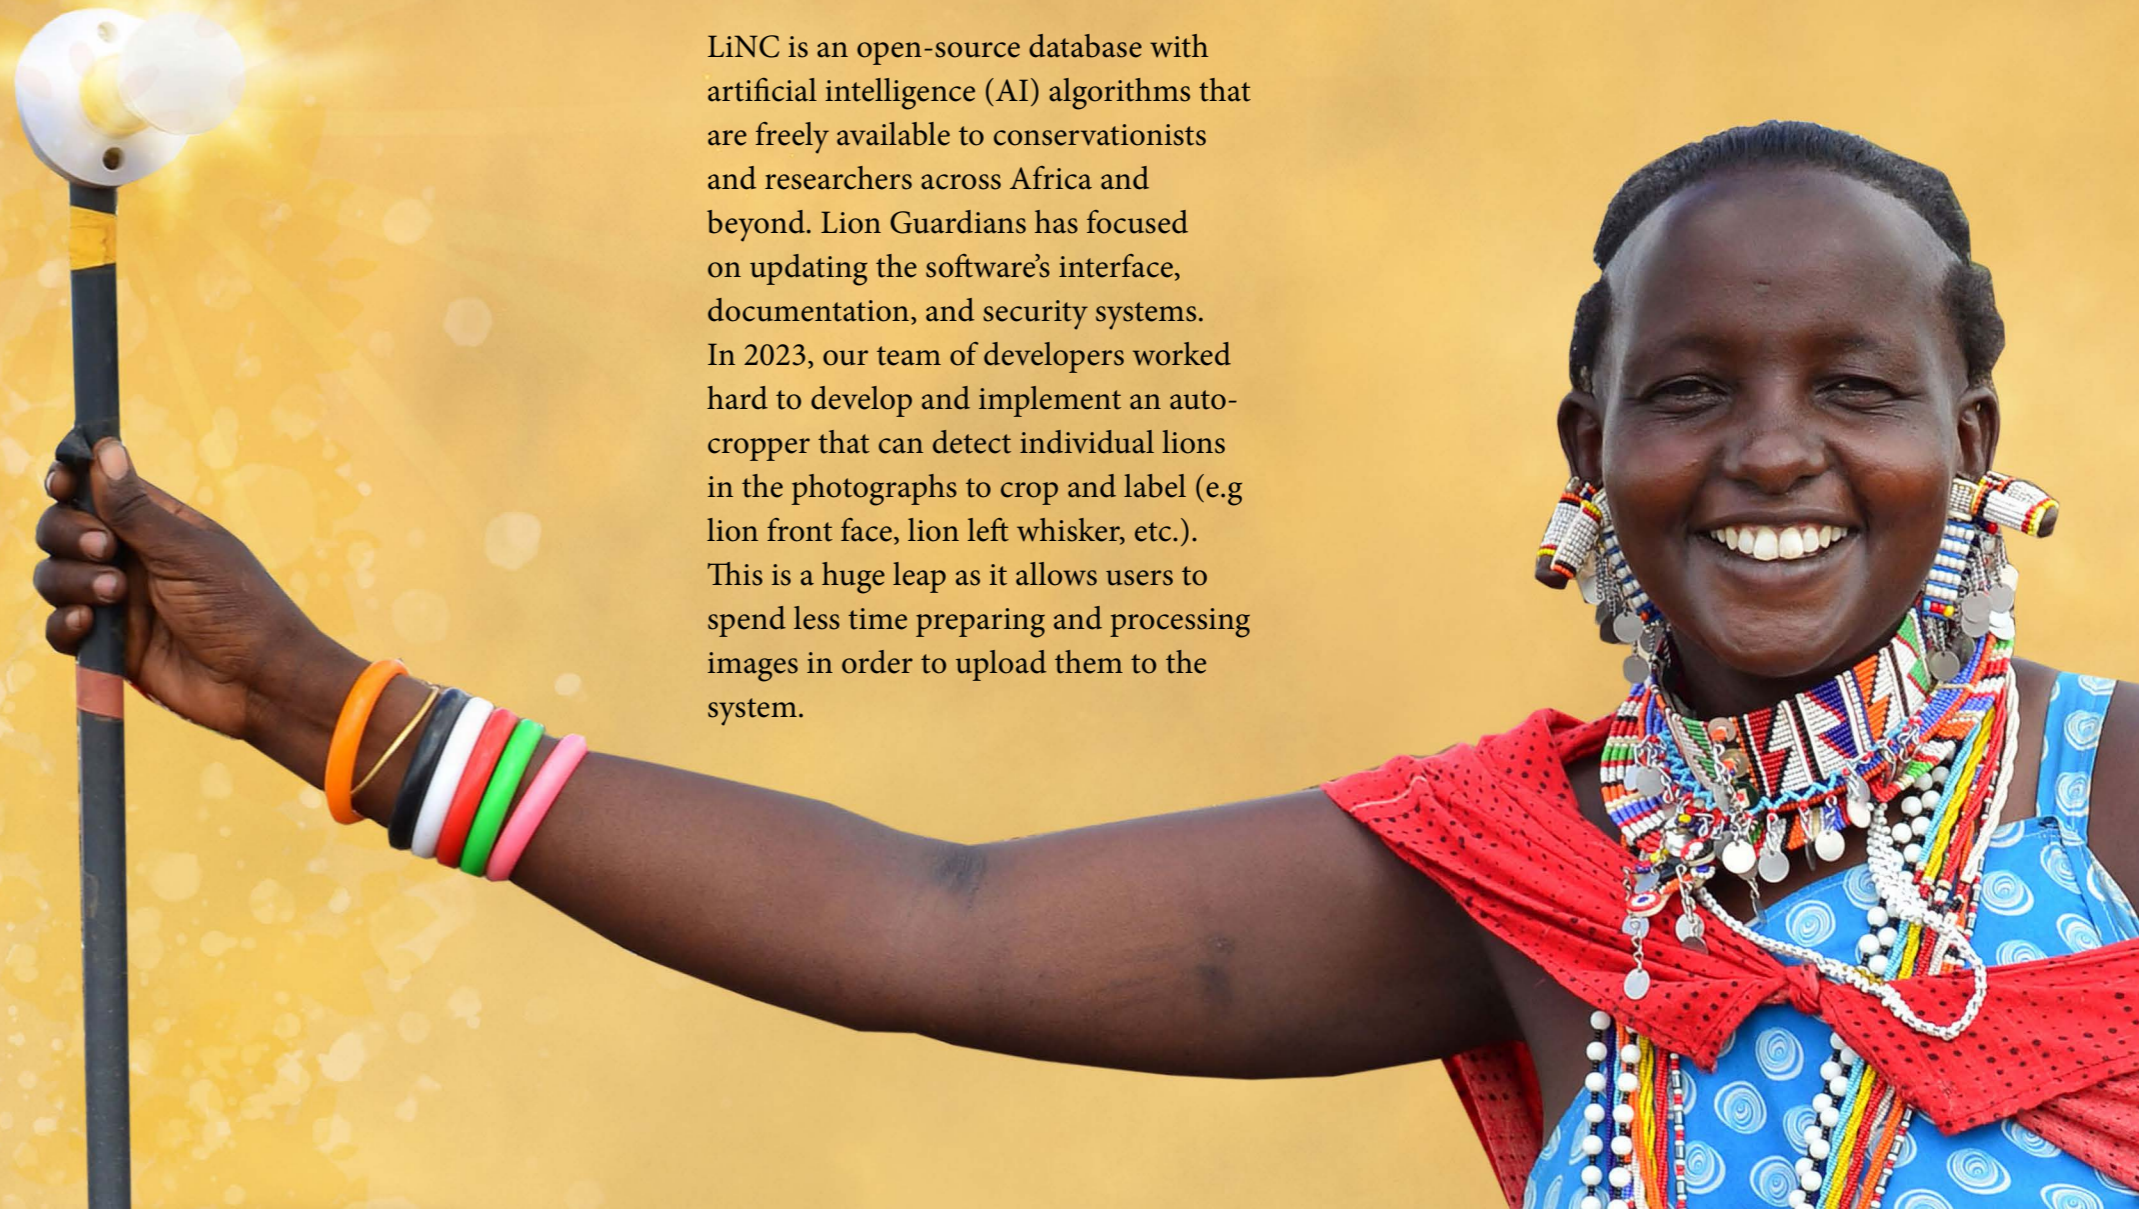 LiNC is an open-source database with
artificial intelligence (AI) algorithms that
are freely available to conservationists
and researchers across Africa and
beyond. Lion Guardians has focused
on updating the software’s interface,
documentation, and security systems.
In 2023, our team of developers worked
hard to develop and implement an auto-
cropper that can detect individual lions
in the photographs to crop and label (e.g
lion front face, lion left whisker, etc.).
This is a huge leap as it allows users to
spend less time preparing and processing
images in order to upload them to the
system.